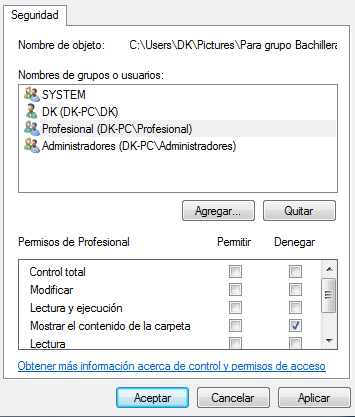 Seguridad
Nombre de objeto: C:\Users\DK\Pictures\Para grupo Bachillera
Nombres de grupos o usuarios:
SYSTEM
DK (DK-PC\DK)
Profesional (DK-PC\Profesional)
Administradores (DK-PC\Administradores)
Agregar... Quitar
Permisos de Profesional Permitir Denegar
Control total
Modificar
Lectura y ejecución
Mostrar el contenido de la carpeta
Lectura
Obtener más información acerca de control y permisos de acceso
Aceptar Cancelar Aplicar